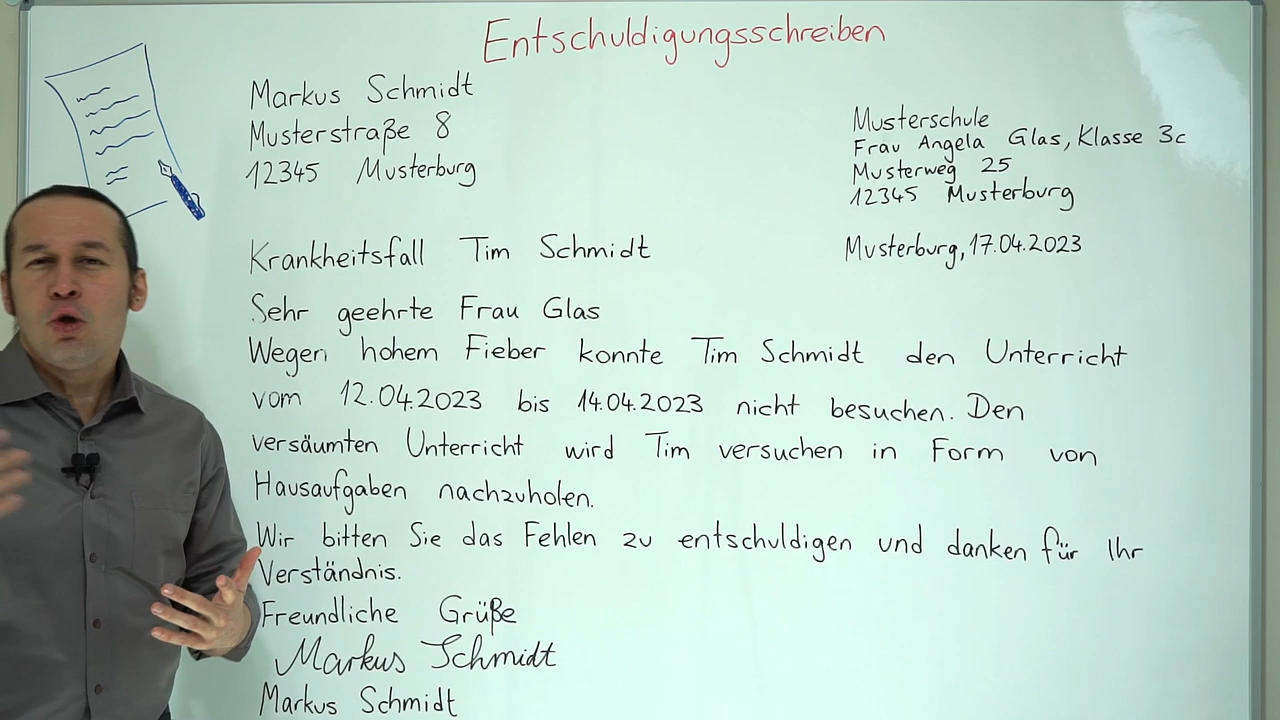 Entschuldigungsschreiben
Markus Schmidt
Musterstraße 8
12345 Musterburg
Musterschule
Frau Angela Glas, Klasse 3c
Musterweg 25
12345 Musterburg
Krankheitsfall Tim Schmidt
Musterburg, 17.04.2023
Sehr geehrte Frau Glas
Wegen hohem Fieber konnte Tim Schmidt den Unterricht
vom 12.04.2023 bis 14.04.2023 nicht besuchen. Den
versäumten Unterricht wird Tim versuchen in Form von
Hausaufgaben nachzuholen.
Wir bitten Sie das Fehlen zu entschuldigen und danken für Ihr
Verständnis.
Freundliche Grüße
Markus Schmidt
Markus Schmidt